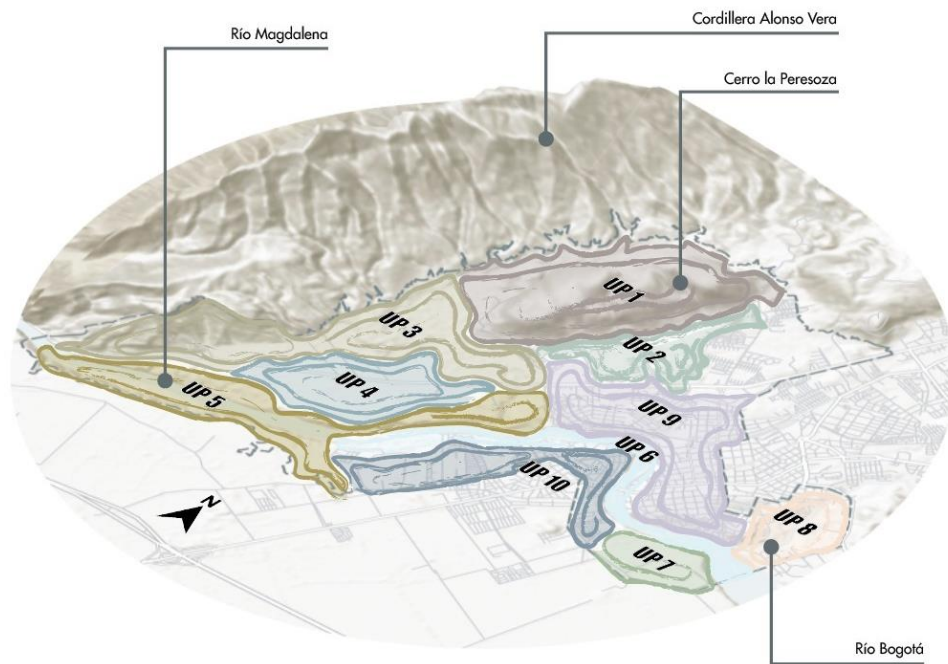 Cordillera Alonso Vera
Río Magdalena
Cerro la Peresoza
UP 1
UP 3
UP 2
UP 4
UP 5
UP 9
UP 6
UP 10
N
UP 8
UP 7
Río Bogotá